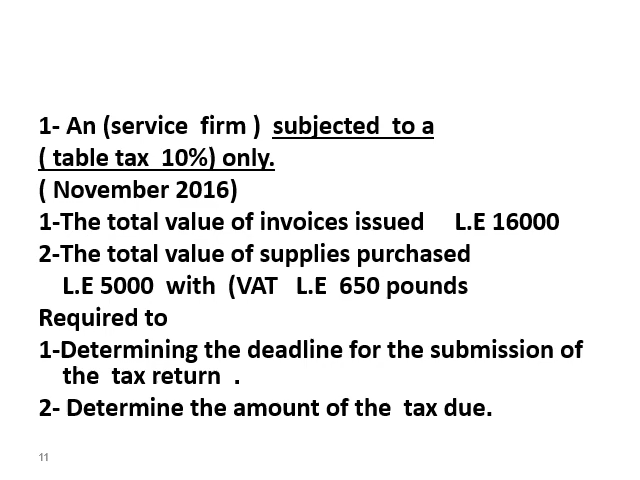 1- An (service firm ) subjected to a
( table tax 10%) only.
( November 2016)
1-The total value of invoices issued L.E 16000
2-The total value of supplies purchased
L.E 5000 with (VAT L.E 650 pounds
Required to
1-Determining the deadline for the submission of
the tax return .
2- Determine the amount of the tax due.
11